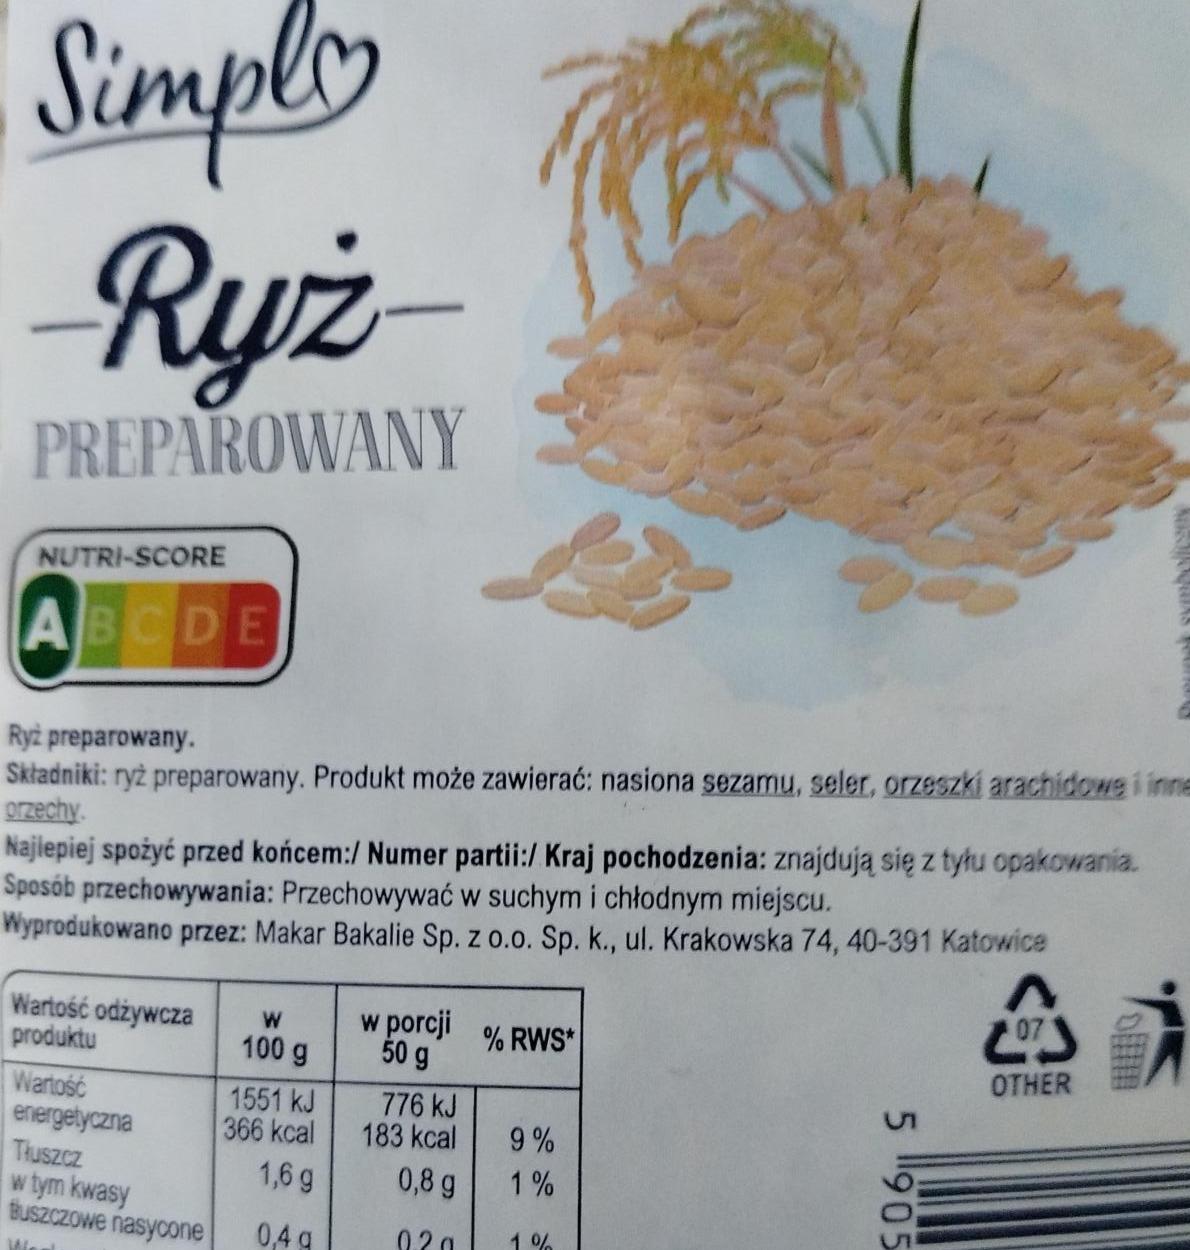 Simpl
Ryż
PREPAROWANY
NUTRI-SCORE
A B C D E
Ryż preparowany.
Składniki: ryż preparowany. Produkt może zawierać: nasiona sezamu, seler, orzeszki arachidowe i inne
orzechy.
Najlepiej spożyć przed końcem:/ Numer partii:/ Kraj pochodzenia: znajdują się z tyłu opakowania.
Sposób przechowywania: Przechowywać w suchym i chłodnym miejscu.
Wyprodukowano przez: Makar Bakalie Sp. z o.o. Sp. k., ul. Krakowska 74, 40-391 Katowice
Wartość odżywcza produktu w 100 g w porcji 50 g % RWS*
Wartość energetyczna 1551 kJ 776 kJ
366 kcal 183 kcal 9 %
Tłuszcz 1,6 g 0,8 g 1 %
w tym kwasy
tłuszczowe nasycone 0,4 g 0,2 g 1 %
07
OTHER
5 905
symboliczny